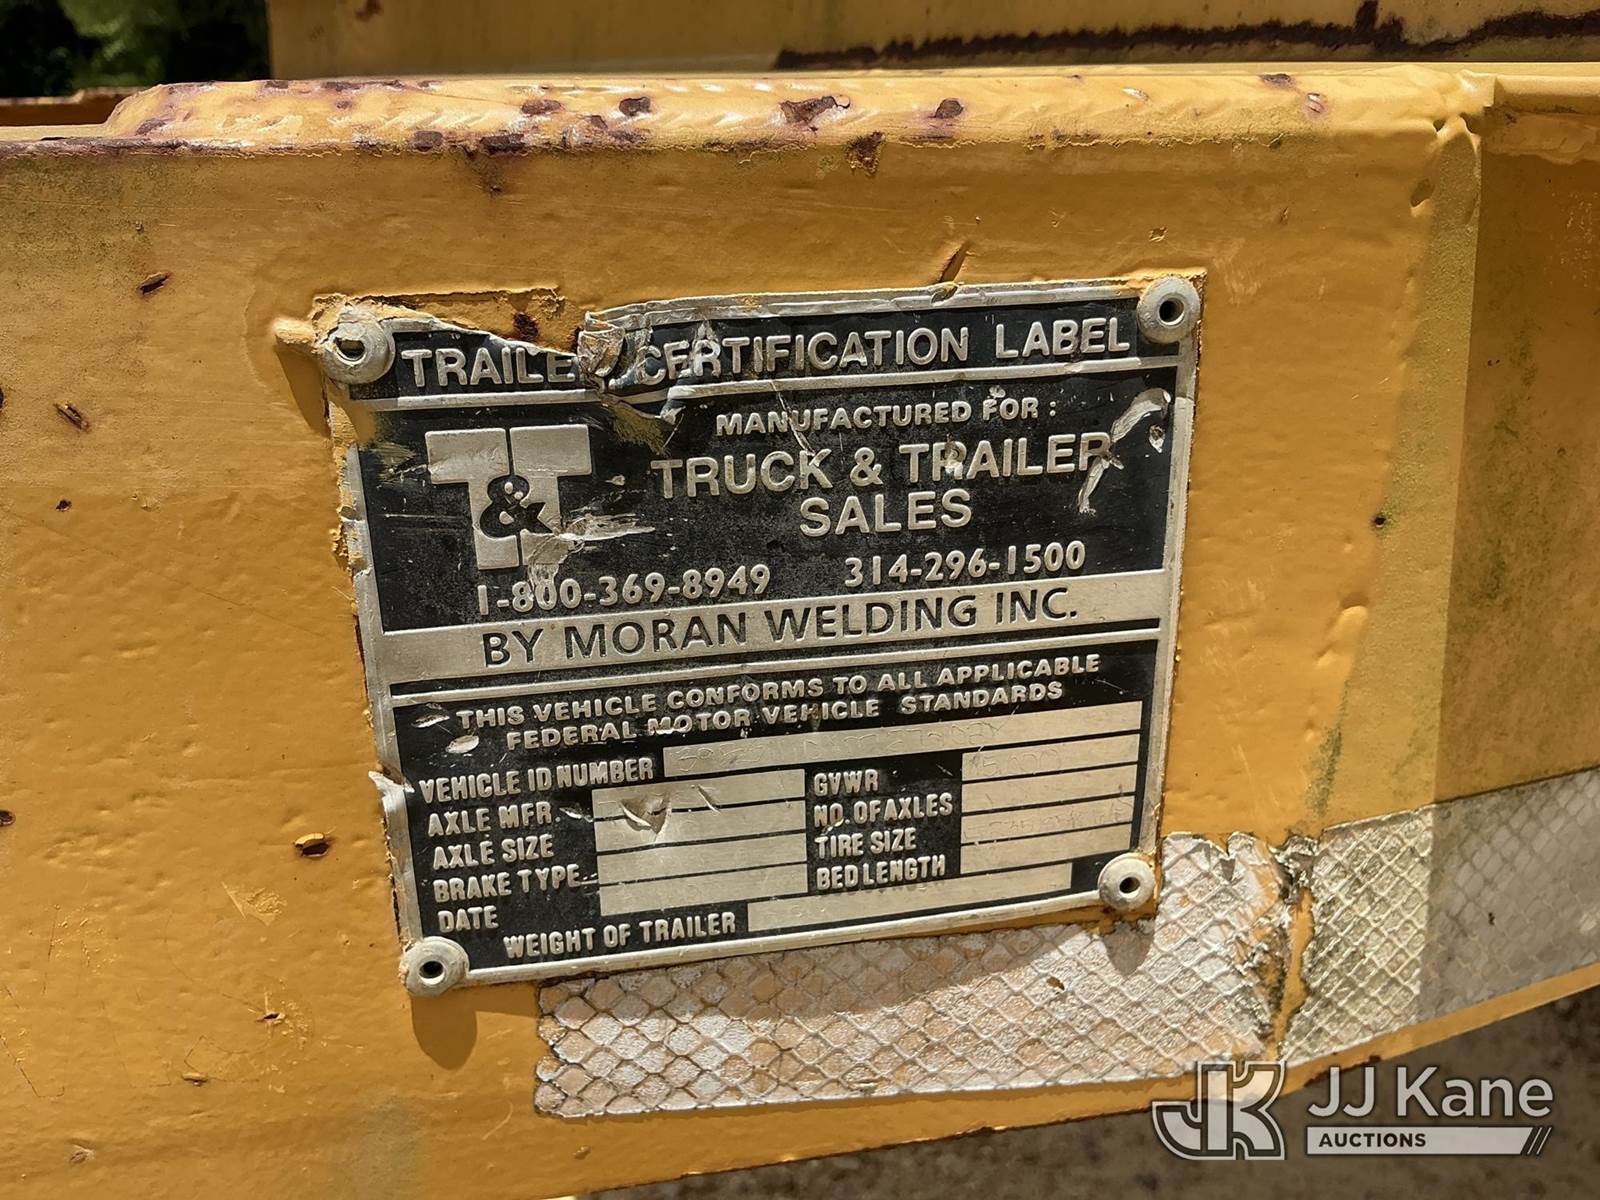 TRAILER CERTIFICATION LABEL
T&T
MANUFACTURED FOR:
TRUCK & TRAILER
SALES
1-800-369-8949 314-296-1500
BY MORAN WELDING INC.
THIS VEHICLE CONFORMS TO ALL APPLICABLE
FEDERAL MOTOR VEHICLE STANDARDS
VEHICLE ID NUMBER
AXLE MFR. GVWR
AXLE SIZE NO. OF AXLES
BRAKE TYPE TIRE SIZE
DATE BED LENGTH
WEIGHT OF TRAILER
JK JJ Kane
AUCTIONS